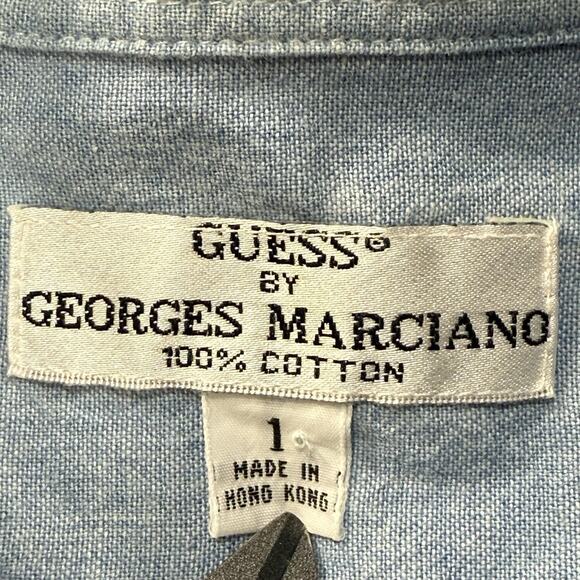 GUESS®
BY
GEORGES MARCIANO
100% COTTON
1
MADE IN
HONG KONG